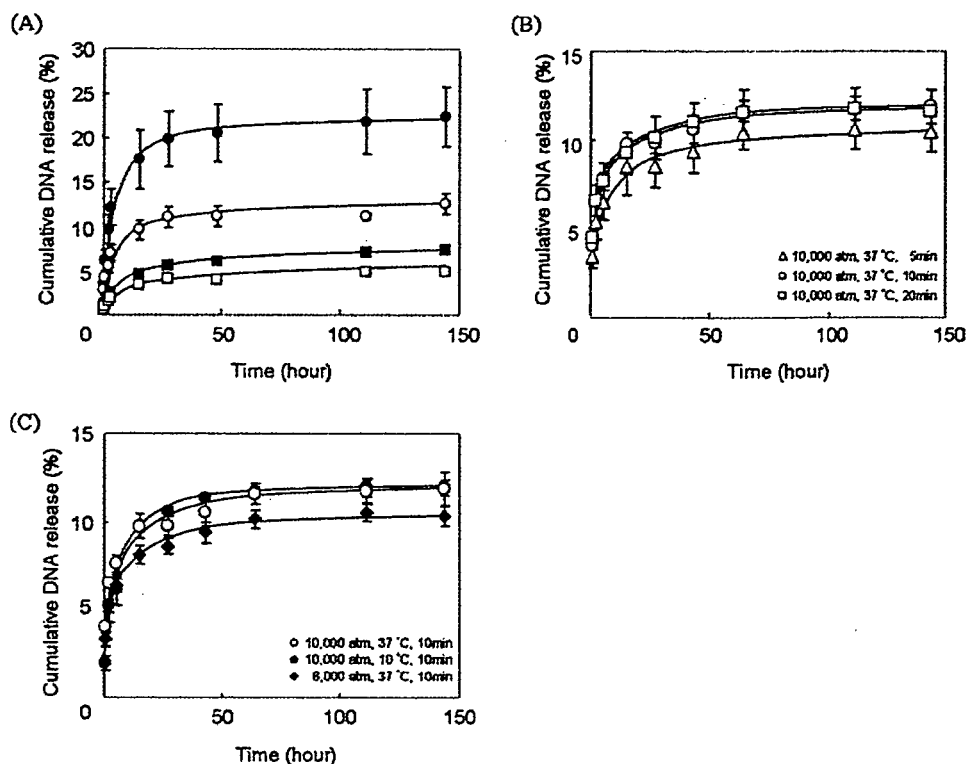 (A)
Cumulative DNA release (%)
30
25
20
15
10
5
0
50
100
150
Time (hour)
(B)
Cumulative DNA release (%)
15
10
5
0
50
100
150
Time (hour)
10,000 atm, 37 °C, 5min
10,000 atm, 37 °C, 10min
10,000 atm, 37 °C, 20min
(C)
Cumulative DNA release (%)
15
10
5
0
50
100
150
Time (hour)
10,000 atm, 37 °C, 10min
10,000 atm, 10 °C, 10min
6,000 atm, 37 °C, 10min